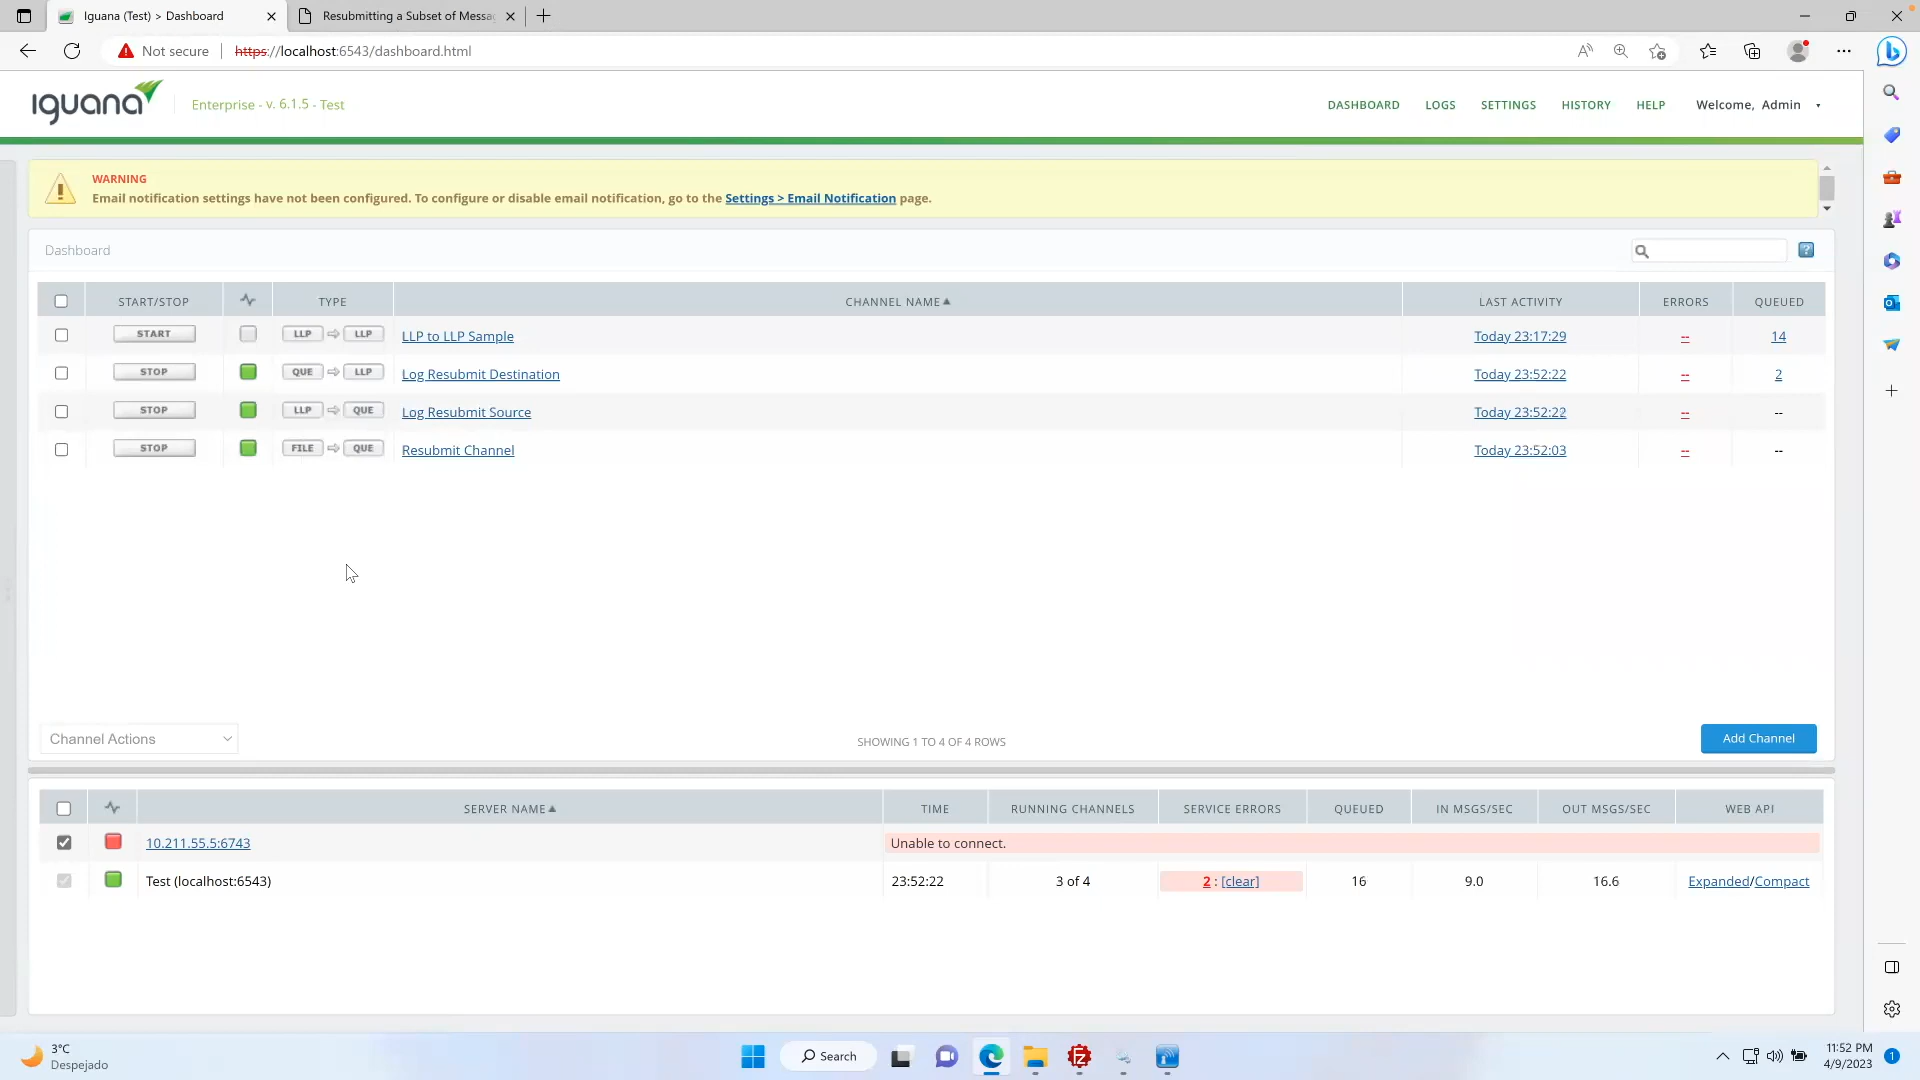 Iguana (Test) > Dashboard
Resubmitting a Subset of Messa
Not secure
https://localhost:6543/dashboard.html
iguana
Enterprise - v. 6.1.5 - Test
DASHBOARD
LOGS
SETTINGS
HISTORY
HELP
Welcome, Admin
WARNING
Email notification settings have not been configured. To configure or disable email notification, go to the Settings > Email Notification page.
Dashboard
START/STOP TYPE CHANNEL NAME LAST ACTIVITY ERRORS QUEUED
START LLP LLP LLP to LLP Sample Today 23:17:29 -- 14
STOP QUE LLP Log Resubmit Destination Today 23:52:22 -- 2
STOP LLP QUE Log Resubmit Source Today 23:52:22 -- --
STOP FILE QUE Resubmit Channel Today 23:52:03 -- --
Channel Actions
SHOWING 1 TO 4 OF 4 ROWS
Add Channel
SERVER NAME TIME RUNNING CHANNELS SERVICE ERRORS QUEUED IN MSGS/SEC OUT MSGS/SEC WEB API
10.211.55.5:6743 Unable to connect.
Test (localhost:6543) 23:52:22 3 of 4 2 : [clear] 16 9.0 16.6 Expanded/Compact
3°C
Despejado
Search
11:52 PM
4/9/2023
1